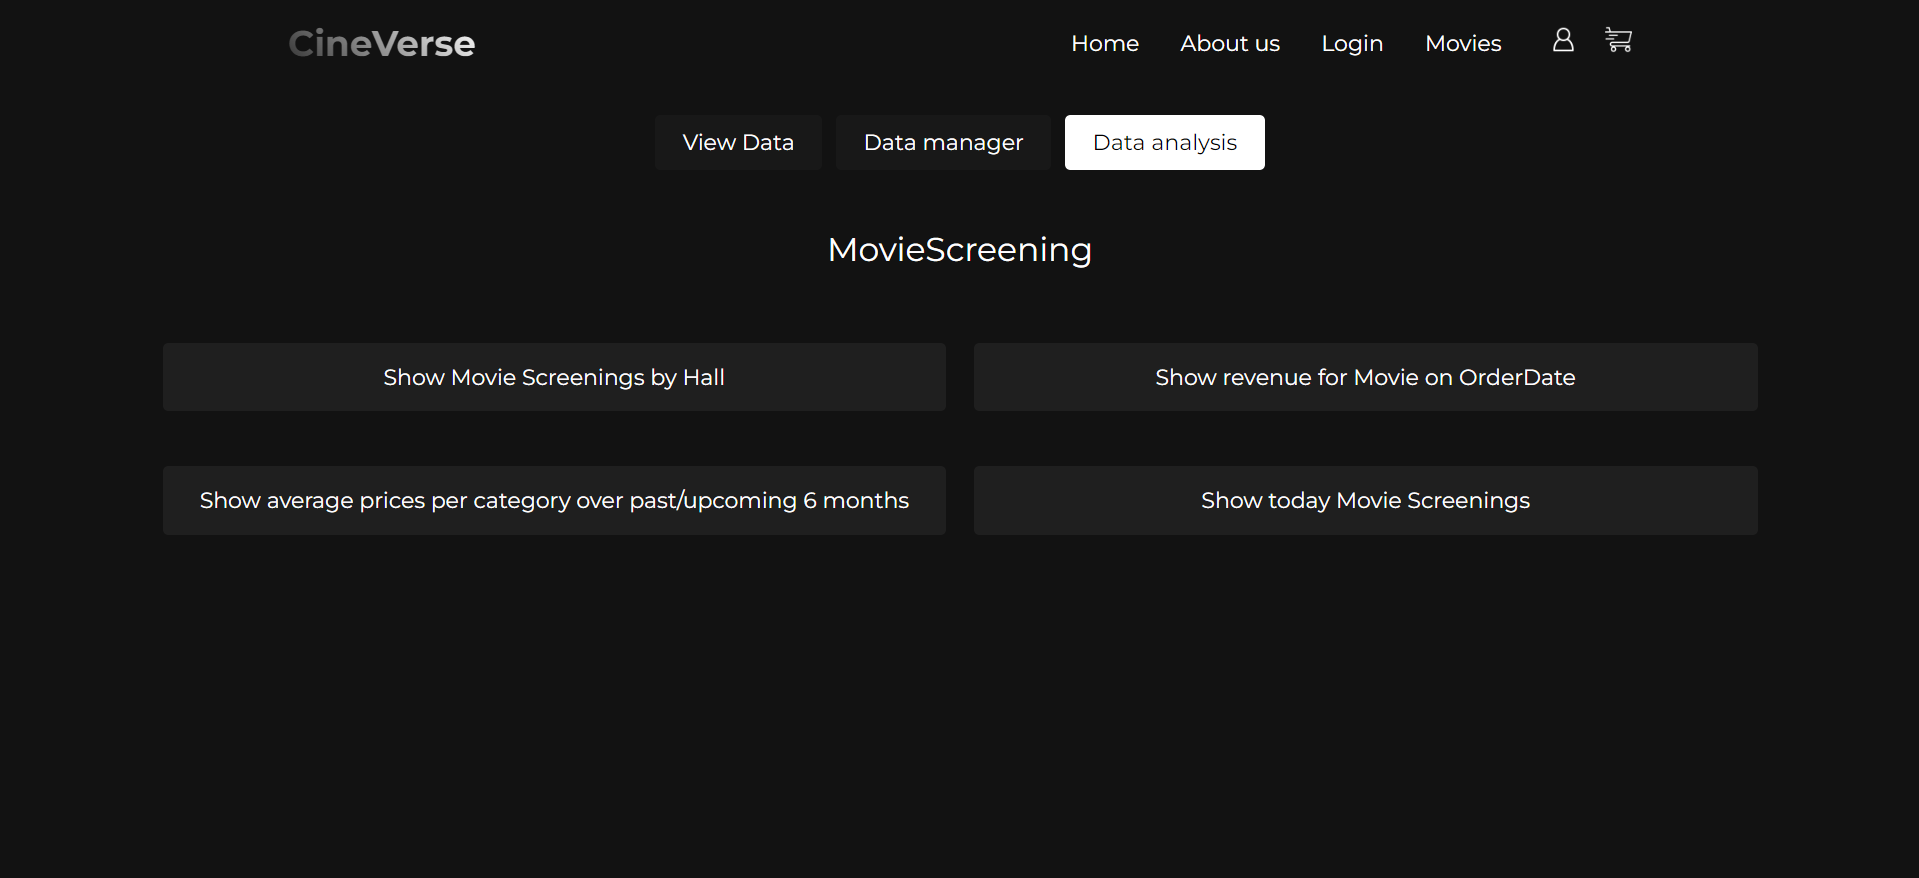 CineVerse
Home About us Login Movies
View Data Data manager Data analysis
MovieScreening
Show Movie Screenings by Hall
Show revenue for Movie on OrderDate
Show average prices per category over past/upcoming 6 months
Show today Movie Screenings